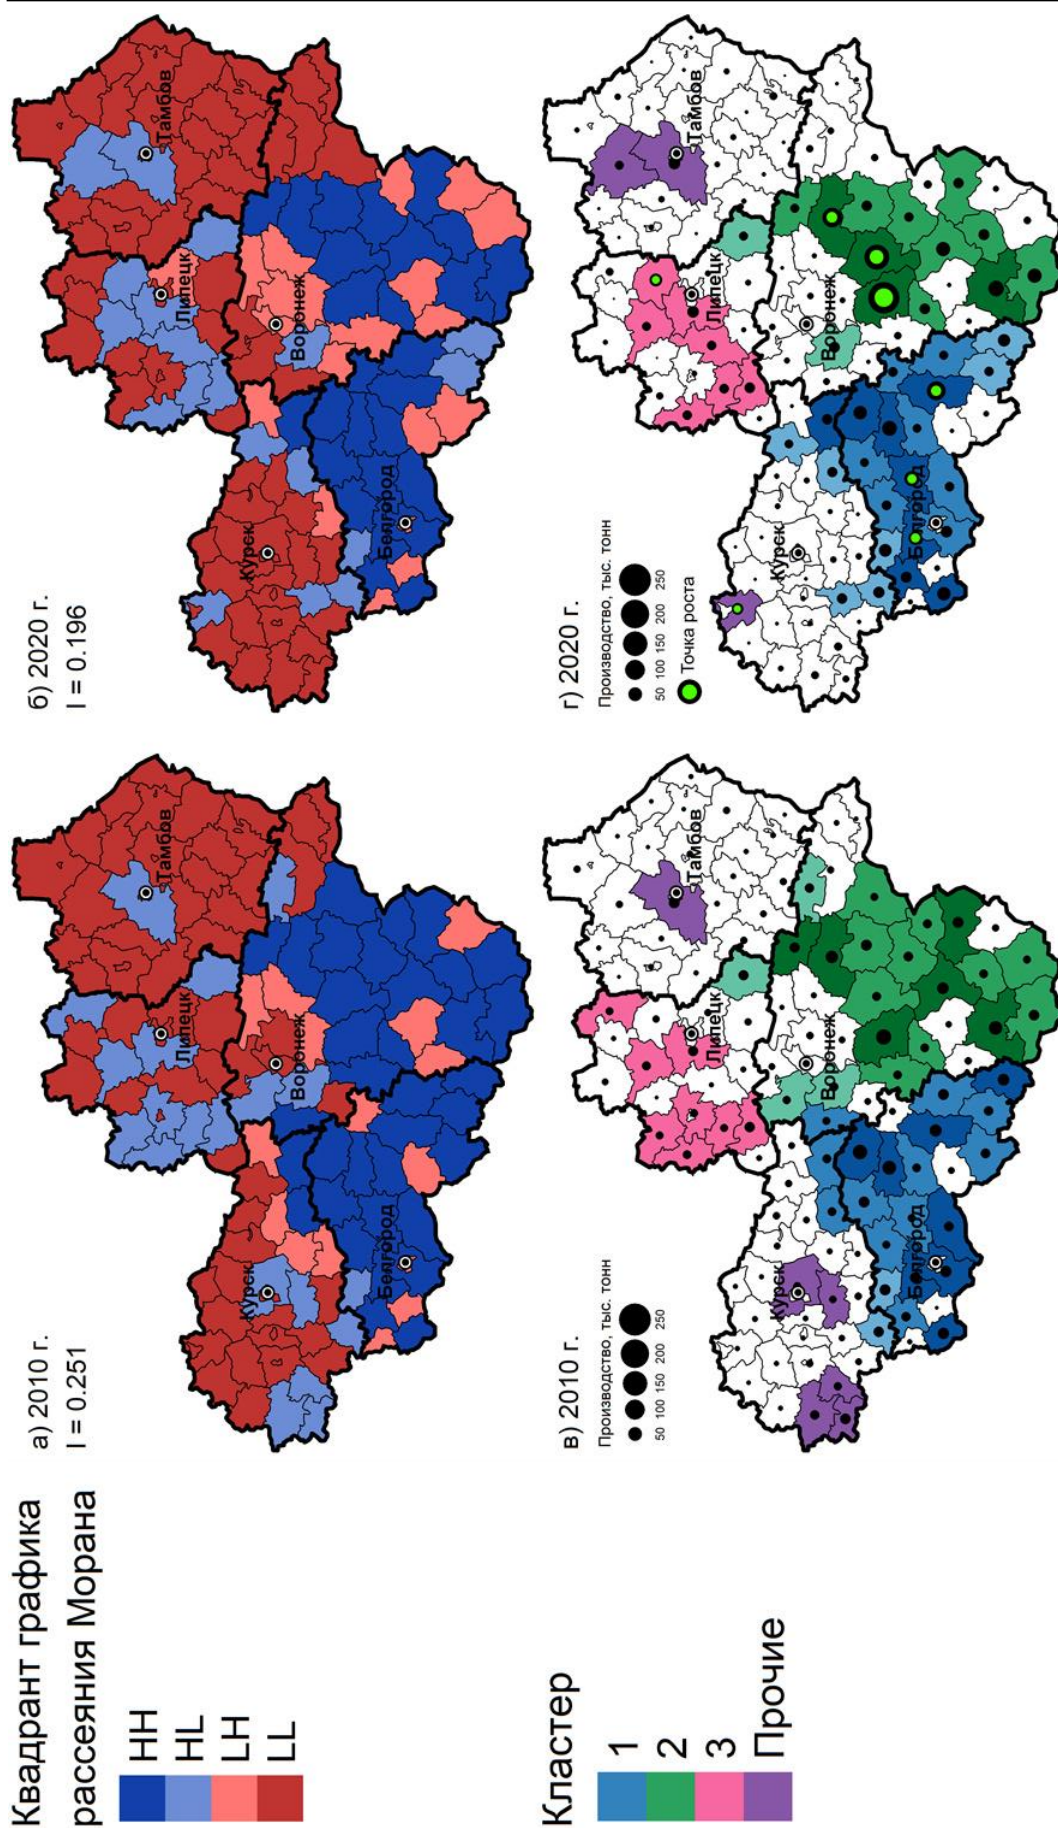 Квадрант графика
рассеяния Морана
HH
HL
LH
LL
а) 2010 г.
I = 0.251
Курск
Белгород
Липецк
Воронеж
Тамбов
б) 2020 г.
I = 0.196
Курск
Белгород
Липецк
Воронеж
Тамбов
Кластер
1
2
3
Прочие
в) 2010 г.
Производство, тыс. тонн
50 100 150 200 250
Курск
Белгород
Липецк
Воронеж
Тамбов
г) 2020 г.
Производство, тыс. тонн
50 100 150 200 250
Точка роста
Курск
Белгород
Липецк
Воронеж
Тамбов